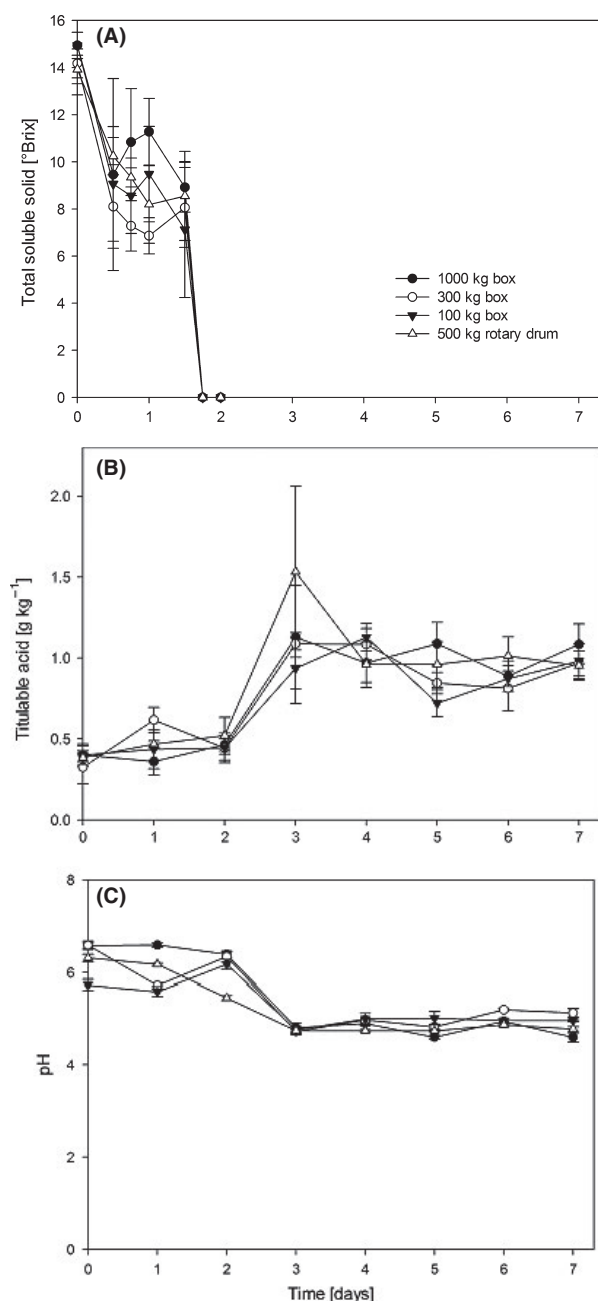 (A)
Total soluble solid [°Brix]
16
14
12
10
8
6
4
2
0
1000 kg box
300 kg box
100 kg box
500 kg rotary drum
0 1 2 3 4 5 6 7
(B)
Titulable acid [g kg⁻¹]
2.0
1.5
1.0
0.5
0.0
0 1 2 3 4 5 6 7
(C)
pH
8
6
4
2
0
0 1 2 3 4 5 6 7
Time [days]